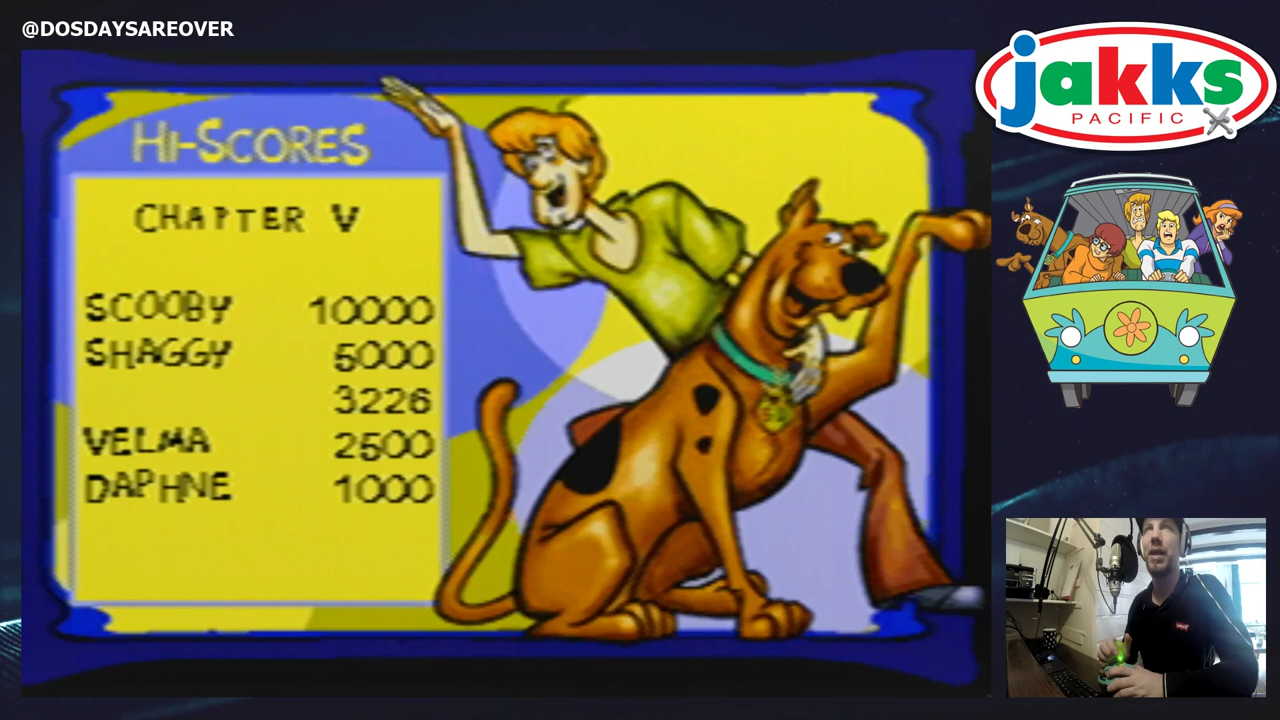 @DOSDAYSAREOVER
jakks
PACIFIC
HI-SCORES
CHAPTER V
SCOOBY 10000
SHAGGY 5000
3226
VELMA 2500
DAPHNE 1000